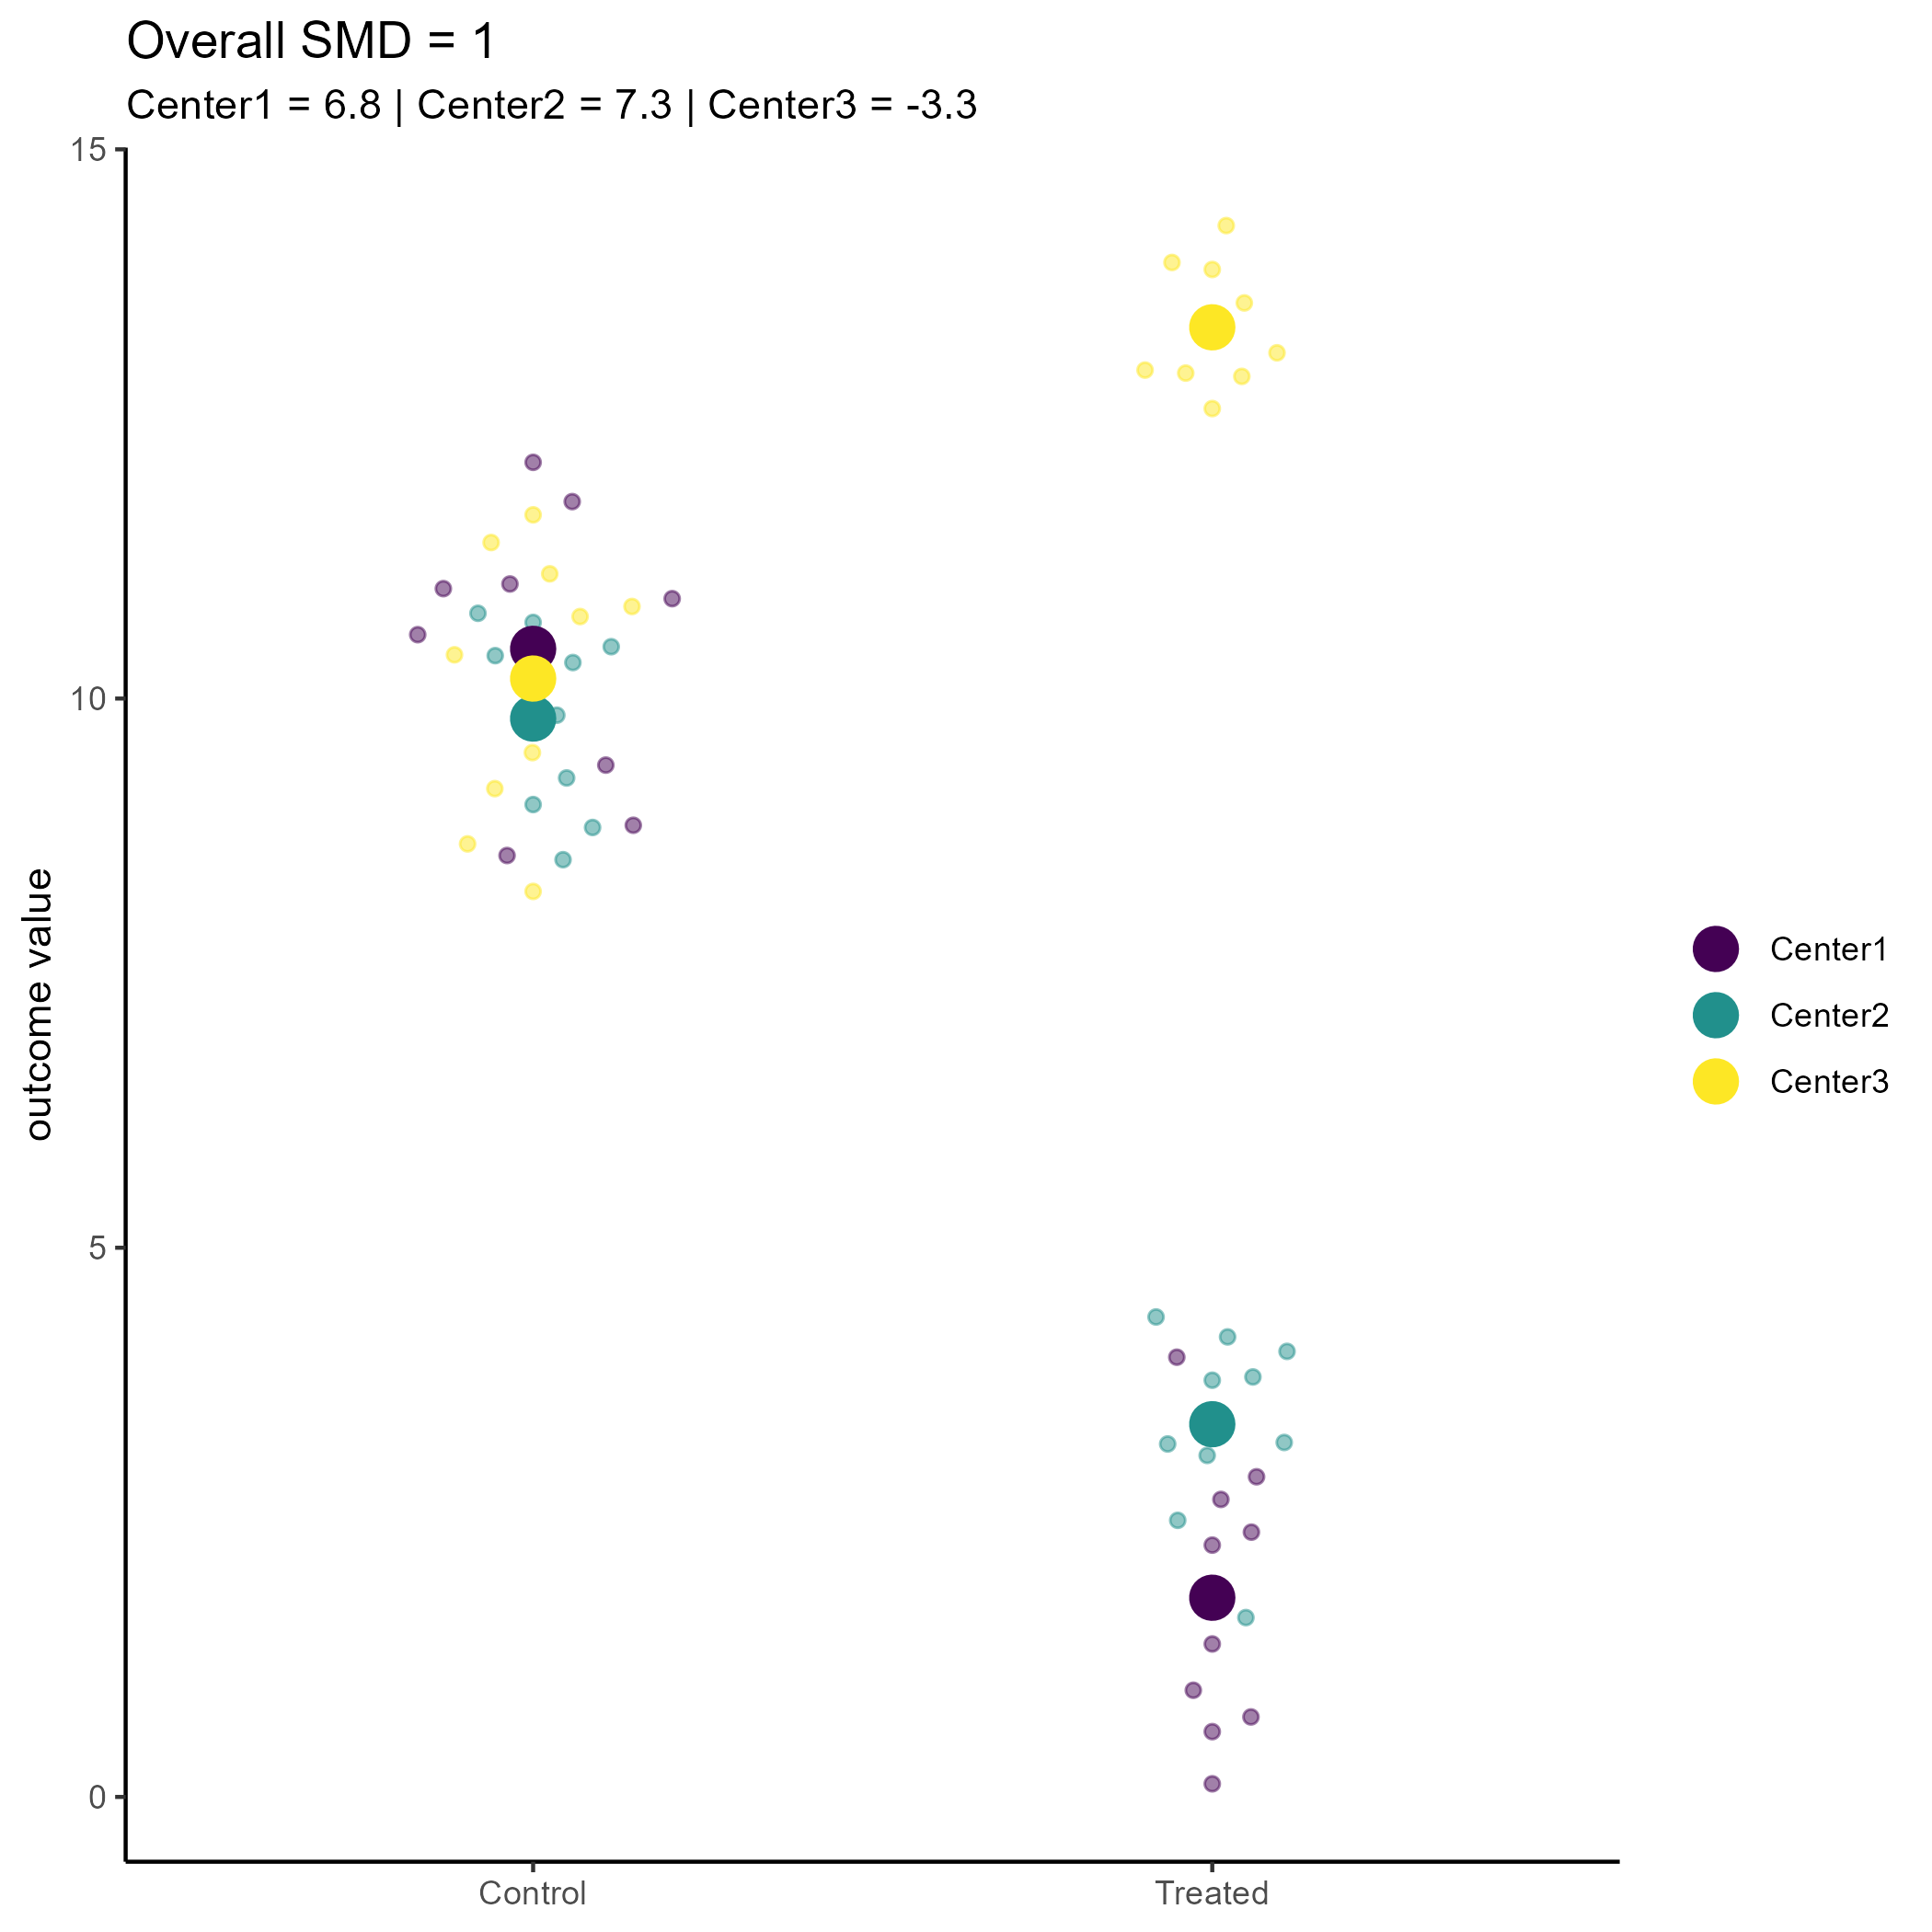 Overall SMD = 1
Center1 = 6.8 | Center2 = 7.3 | Center3 = -3.3
15
10
5
0
outcome value
Control
Treated
Center1
Center2
Center3